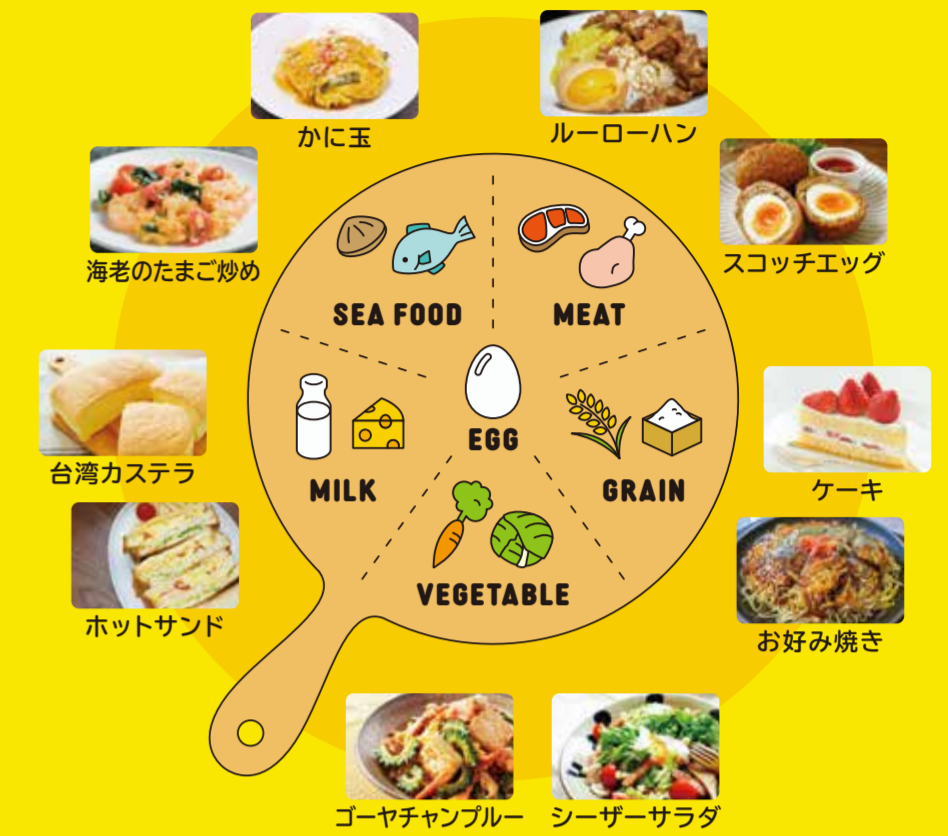 かに玉
ルーローハン
海老のたまご炒め
スコッチエッグ
SEA FOOD
MEAT
EGG
台湾カステラ
MILK
GRAIN
ケーキ
ホットサンド
VEGETABLE
お好み焼き
ゴーヤチャンプルー
シーザーサラダ